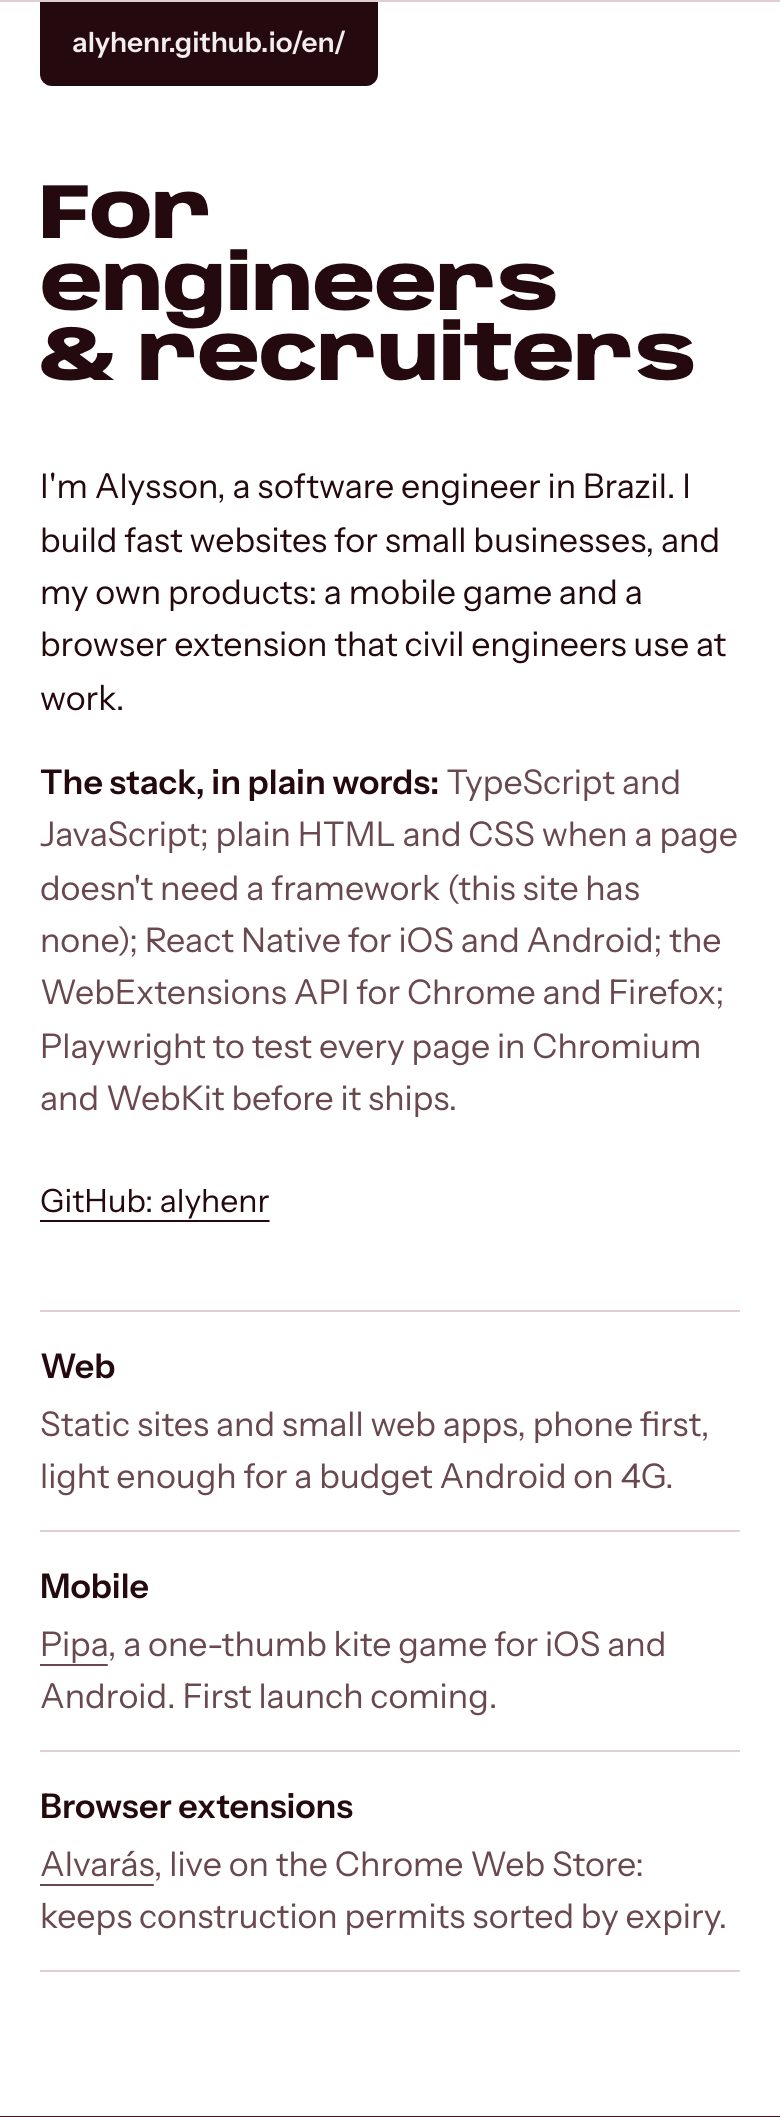 alyhenr.github.io/en/
For
engineers
& recruiters
I'm Alysson, a software engineer in Brazil. I
build fast websites for small businesses, and
my own products: a mobile game and a
browser extension that civil engineers use at
work.
The stack, in plain words: TypeScript and
JavaScript; plain HTML and CSS when a page
doesn't need a framework (this site has
none); React Native for iOS and Android; the
WebExtensions API for Chrome and Firefox;
Playwright to test every page in Chromium
and WebKit before it ships.
GitHub: alyhenr
Web
Static sites and small web apps, phone first,
light enough for a budget Android on 4G.
Mobile
Pipa, a one-thumb kite game for iOS and
Android. First launch coming.
Browser extensions
Alvarás, live on the Chrome Web Store:
keeps construction permits sorted by expiry.